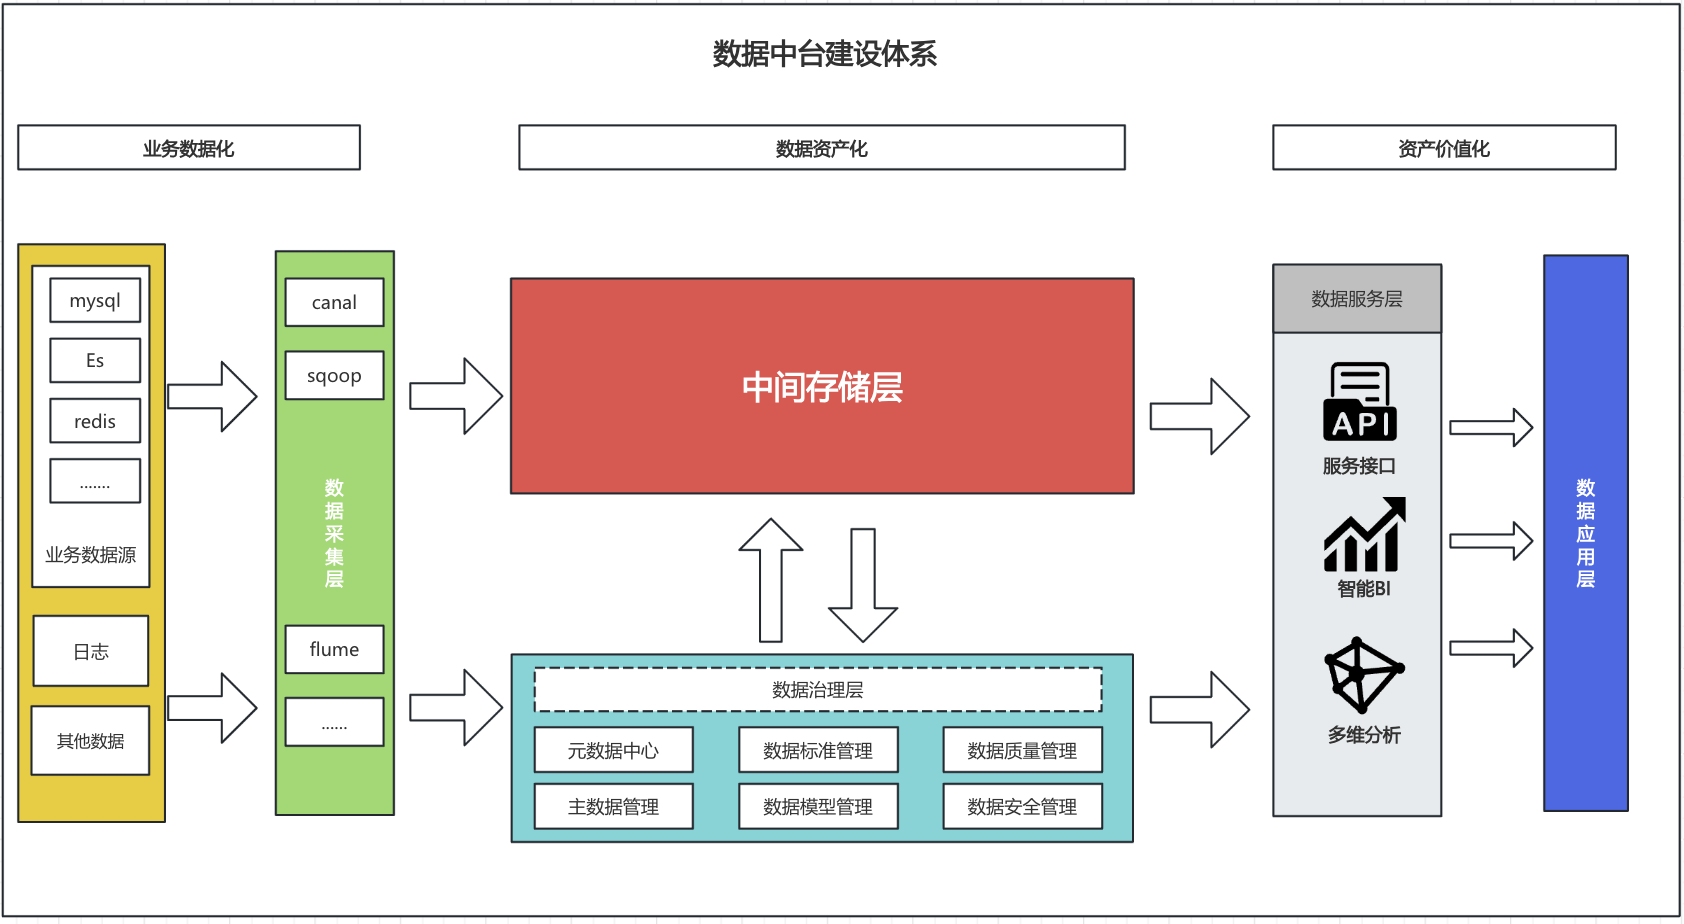 数据中台建设体系
业务数据化
数据资产化
资产价值化
mysql
Es
redis
.......
业务数据源
日志
其他数据
canal
sqoop
数据采集层
flume
......
中间存储层
数据治理层
元数据中心
数据标准管理
数据质量管理
主数据管理
数据模型管理
数据安全管理
数据服务层
API
服务接口
智能BI
多维分析
数据应用层